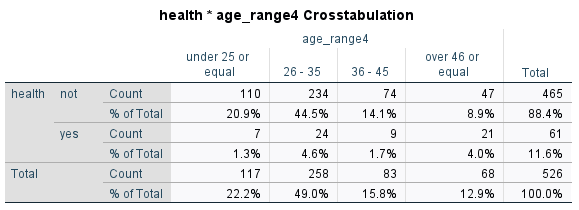 health * age_range4 Crosstabulation
age_range4
under 25 or equal 26 - 35 36 - 45 over 46 or equal Total
health not Count 110 234 74 47 465
% of Total 20.9% 44.5% 14.1% 8.9% 88.4%
yes Count 7 24 9 21 61
% of Total 1.3% 4.6% 1.7% 4.0% 11.6%
Total Count 117 258 83 68 526
% of Total 22.2% 49.0% 15.8% 12.9% 100.0%